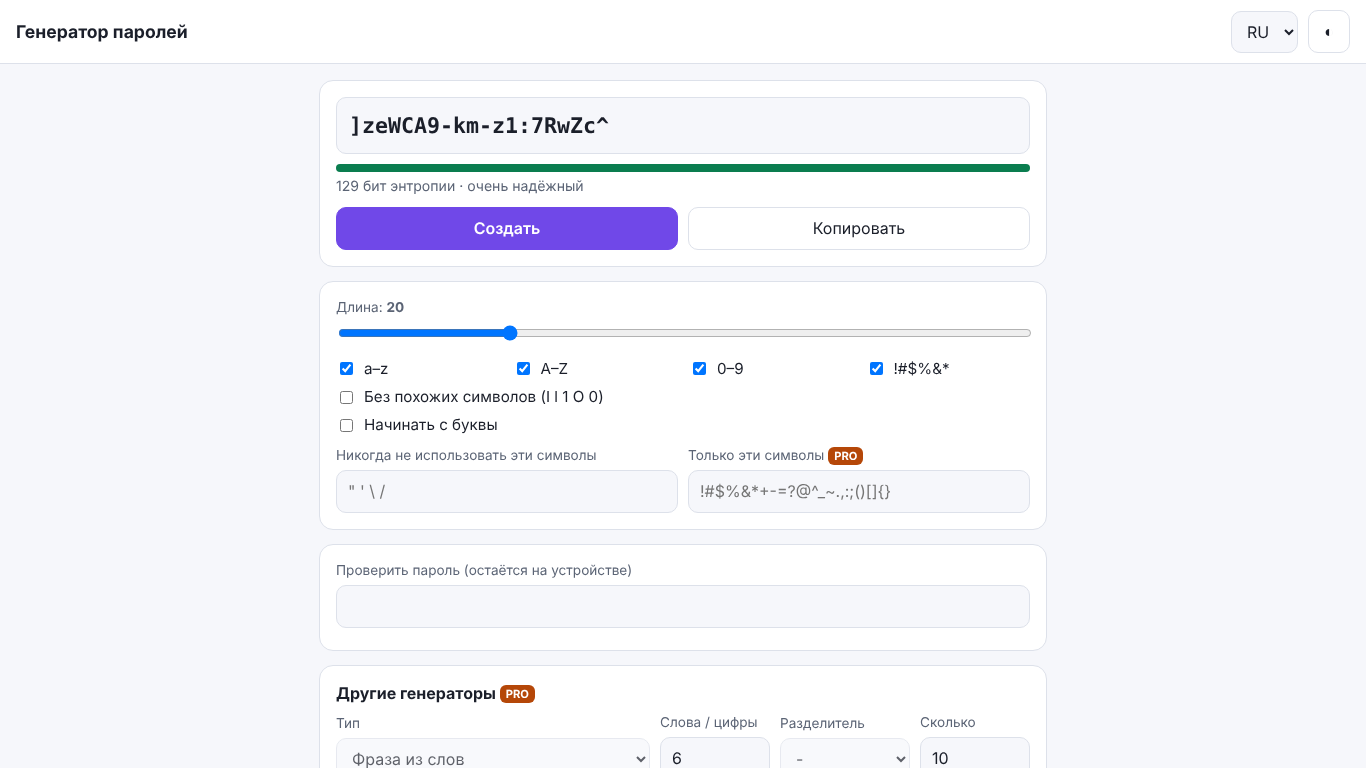 Генератор паролей
RU
]zeWCA9-km-z1:7RwZc^
129 бит энтропии · очень надёжный
Создать
Копировать
Длина: 20
a–z
A–Z
0–9
!#$%&*
Без похожих символов (I l 1 O 0)
Начинать с буквы
Никогда не использовать эти символы
Только эти символы PRO
" ' \ /
!#$%&*+-=?@^_~.,:;()[]{}
Проверить пароль (остаётся на устройстве)
Другие генераторы PRO
Тип
Слова / цифры
Разделитель
Сколько
Фраза из слов
6
-
10